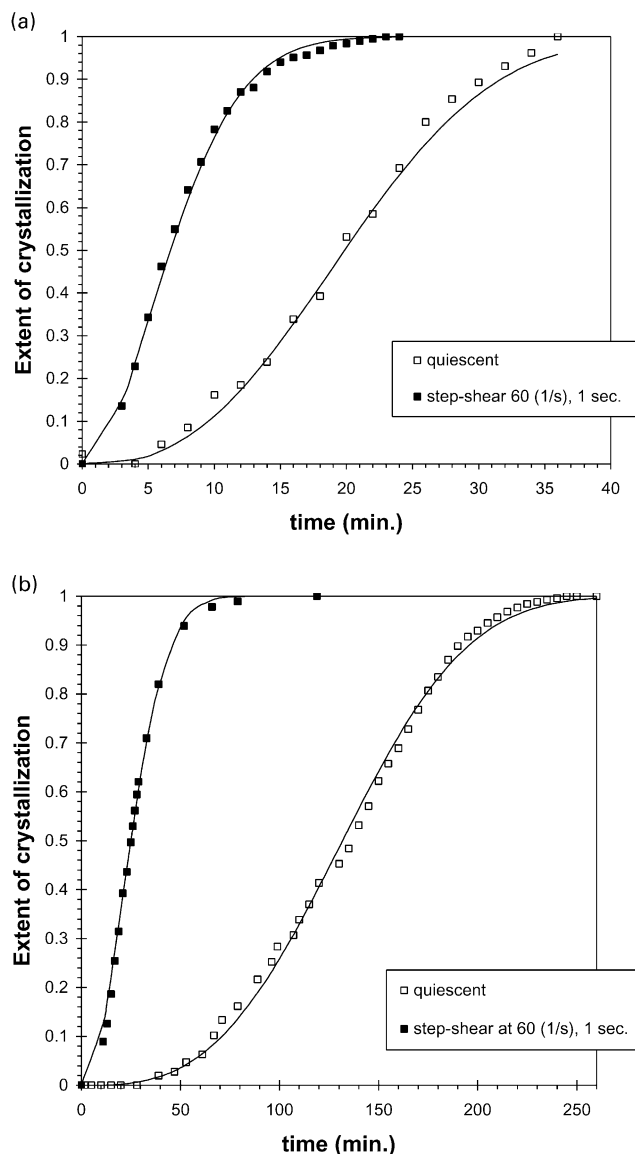 (a)
1
0.9
0.8
0.7
0.6
0.5
0.4
0.3
0.2
0.1
0
Extent of crystallization
quiescent
step-shear 60 (1/s), 1 sec.
0 5 10 15 20 25 30 35 40
time (min.)
(b)
1
0.9
0.8
0.7
0.6
0.5
0.4
0.3
0.2
0.1
0
Extent of crystallization
quiescent
step-shear at 60 (1/s), 1 sec.
0 50 100 150 200 250
time (min.)